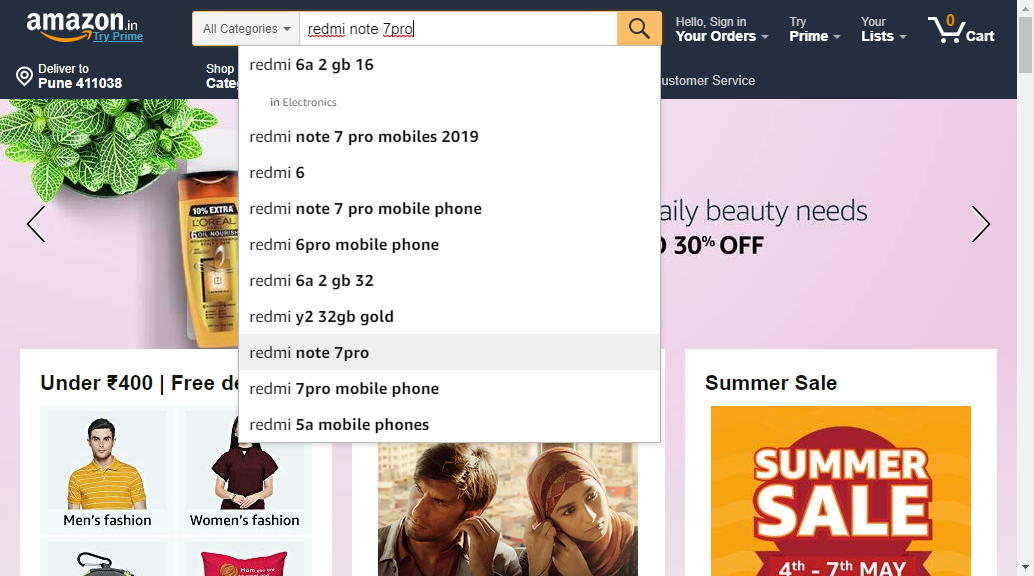 amazon.in
Try Prime
All Categories
redmi note 7pro
Hello, Sign in
Your Orders
Try
Prime
Your
Lists
0
Cart
Deliver to
Pune 411038
Shop
ustomer Service
redmi 6a 2 gb 16
in Electronics
redmi note 7 pro mobiles 2019
redmi 6
redmi note 7 pro mobile phone
redmi 6pro mobile phone
redmi 6a 2 gb 32
redmi y2 32gb gold
redmi note 7pro
redmi 7pro mobile phone
redmi 5a mobile phones
10% EXTRA
L'ORÉAL
6 OIL NOURISH
aily beauty needs
30% OFF
Under ₹400 | Free de
Men's fashion
Women's fashion
Mom you are
Summer Sale
SUMMER
SALE
4th - 7th MAY